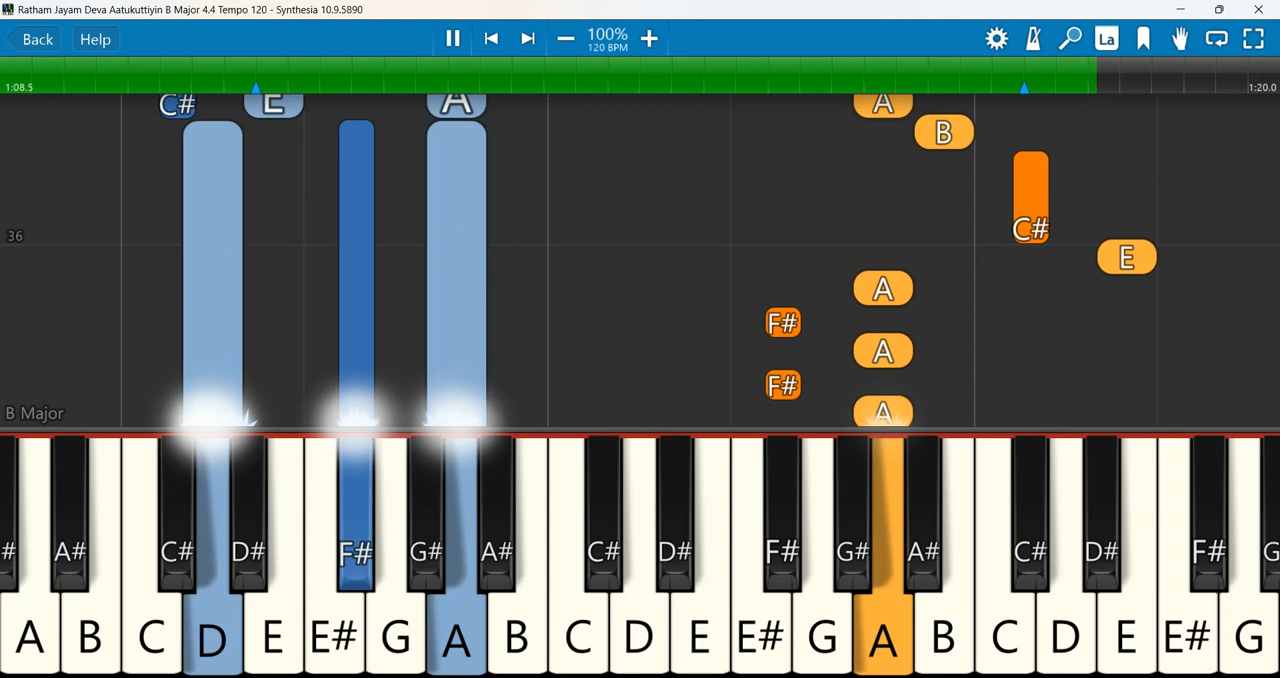 Ratham Jayam Deva Aatukuttiyin B Major 4.4 Tempo 120 - Synthesia 10.9.5890
Back Help 100% La
120 BPM
1:08.5 1:20.0
C# E A A
B
36 C#
E
A
F#
A
F#
B Major A
# A# C# D# F# G# A# C# D# F# G# A# C# D# F# G
A B C D E E# G A B C D E E# G A B C D E E# G